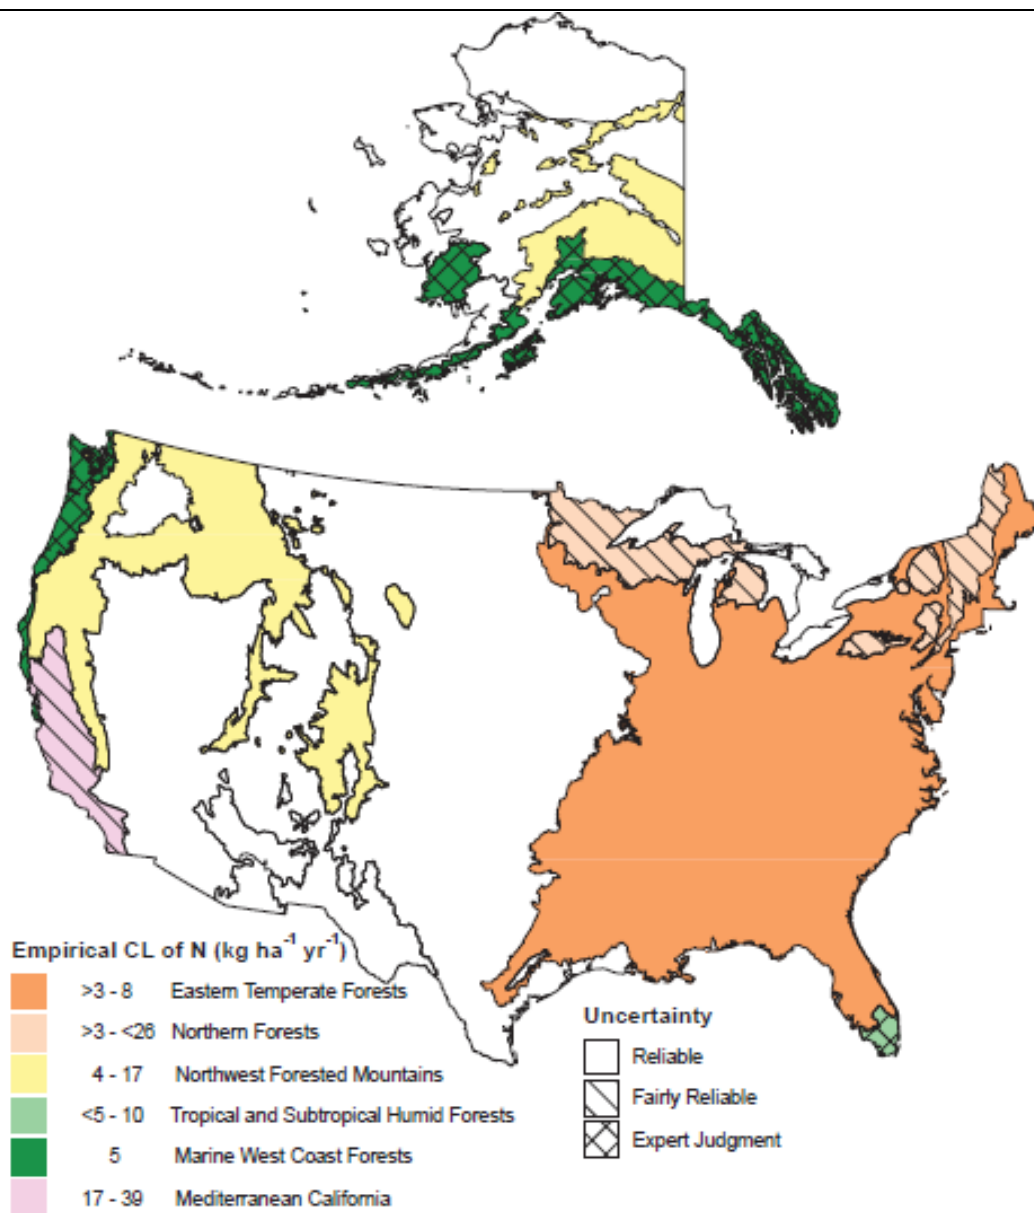 Empirical CL of N (kg ha⁻¹ yr⁻¹)
>3 - 8 Eastern Temperate Forests
>3 - <26 Northern Forests
4 - 17 Northwest Forested Mountains
<5 - 10 Tropical and Subtropical Humid Forests
5 Marine West Coast Forests
17 - 39 Mediterranean California
Uncertainty
Reliable
Fairly Reliable
Expert Judgment